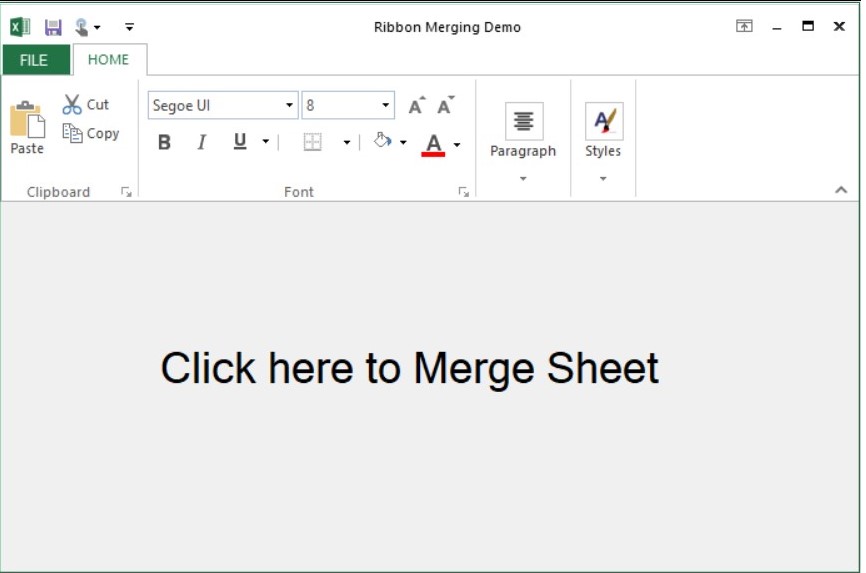 Ribbon Merging Demo
FILE HOME
Segoe UI 8
Cut
Copy
Paste
B I U A
Paragraph
Styles
Clipboard Font
Click here to Merge Sheet